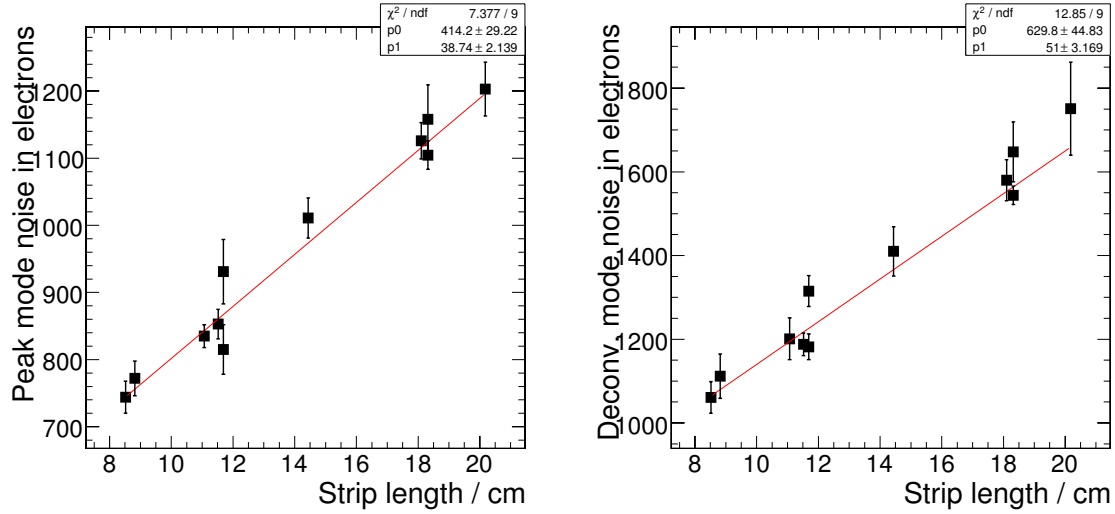 χ² / ndf 7.377 / 9
p0 414.2 ± 29.22
p1 38.74 ± 2.139
Peak mode noise in electrons
1200
1100
1000
900
800
700
8 10 12 14 16 18 20
Strip length / cm
χ² / ndf 12.85 / 9
p0 629.8 ± 44.83
p1 51 ± 3.169
Deconv. mode noise in electrons
1800
1600
1400
1200
1000
8 10 12 14 16 18 20
Strip length / cm